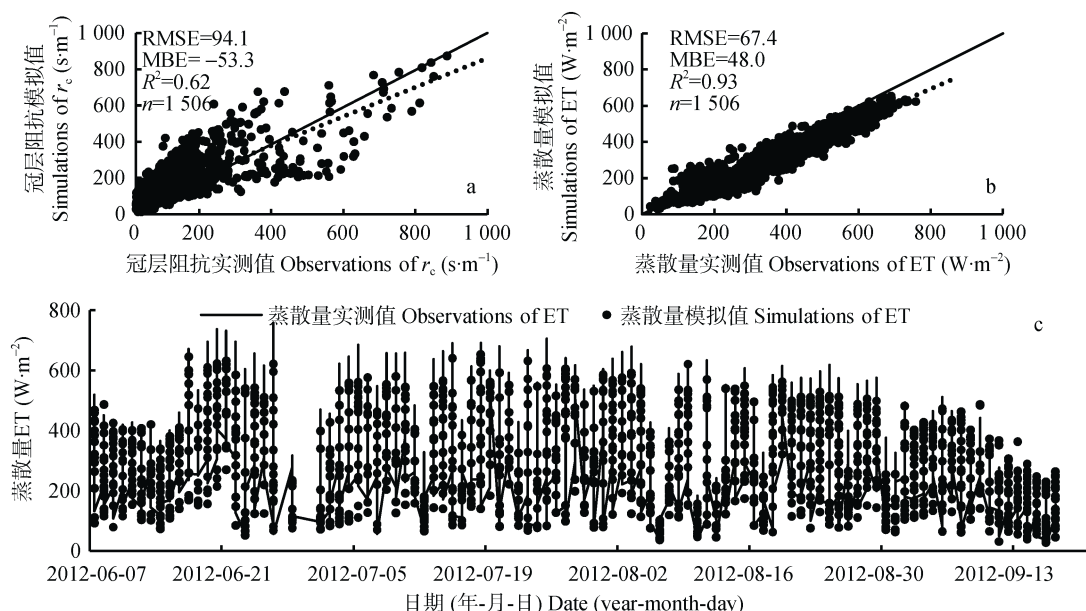 1 000
800
600
400
200
0
冠层阻抗模拟值
Simulations of rc (s·m−1)
RMSE=94.1
MBE= −53.3
R2=0.62
n=1 506
a
0 200 400 600 800 1 000
冠层阻抗实测值 Observations of rc (s·m−1)
1 000
800
600
400
200
0
蒸散量模拟值
Simulations of ET (W·m−2)
RMSE=67.4
MBE=48.0
R2=0.93
n=1 506
b
0 200 400 600 800 1 000
蒸散量实测值 Observations of ET (W·m−2)
800
600
400
200
0
蒸散量ET (W·m−2)
蒸散量实测值 Observations of ET
蒸散量模拟值 Simulations of ET
c
2012-06-07 2012-06-21 2012-07-05 2012-07-19 2012-08-02 2012-08-16 2012-08-30 2012-09-13
日期 (年-月-日) Date (year-month-day)